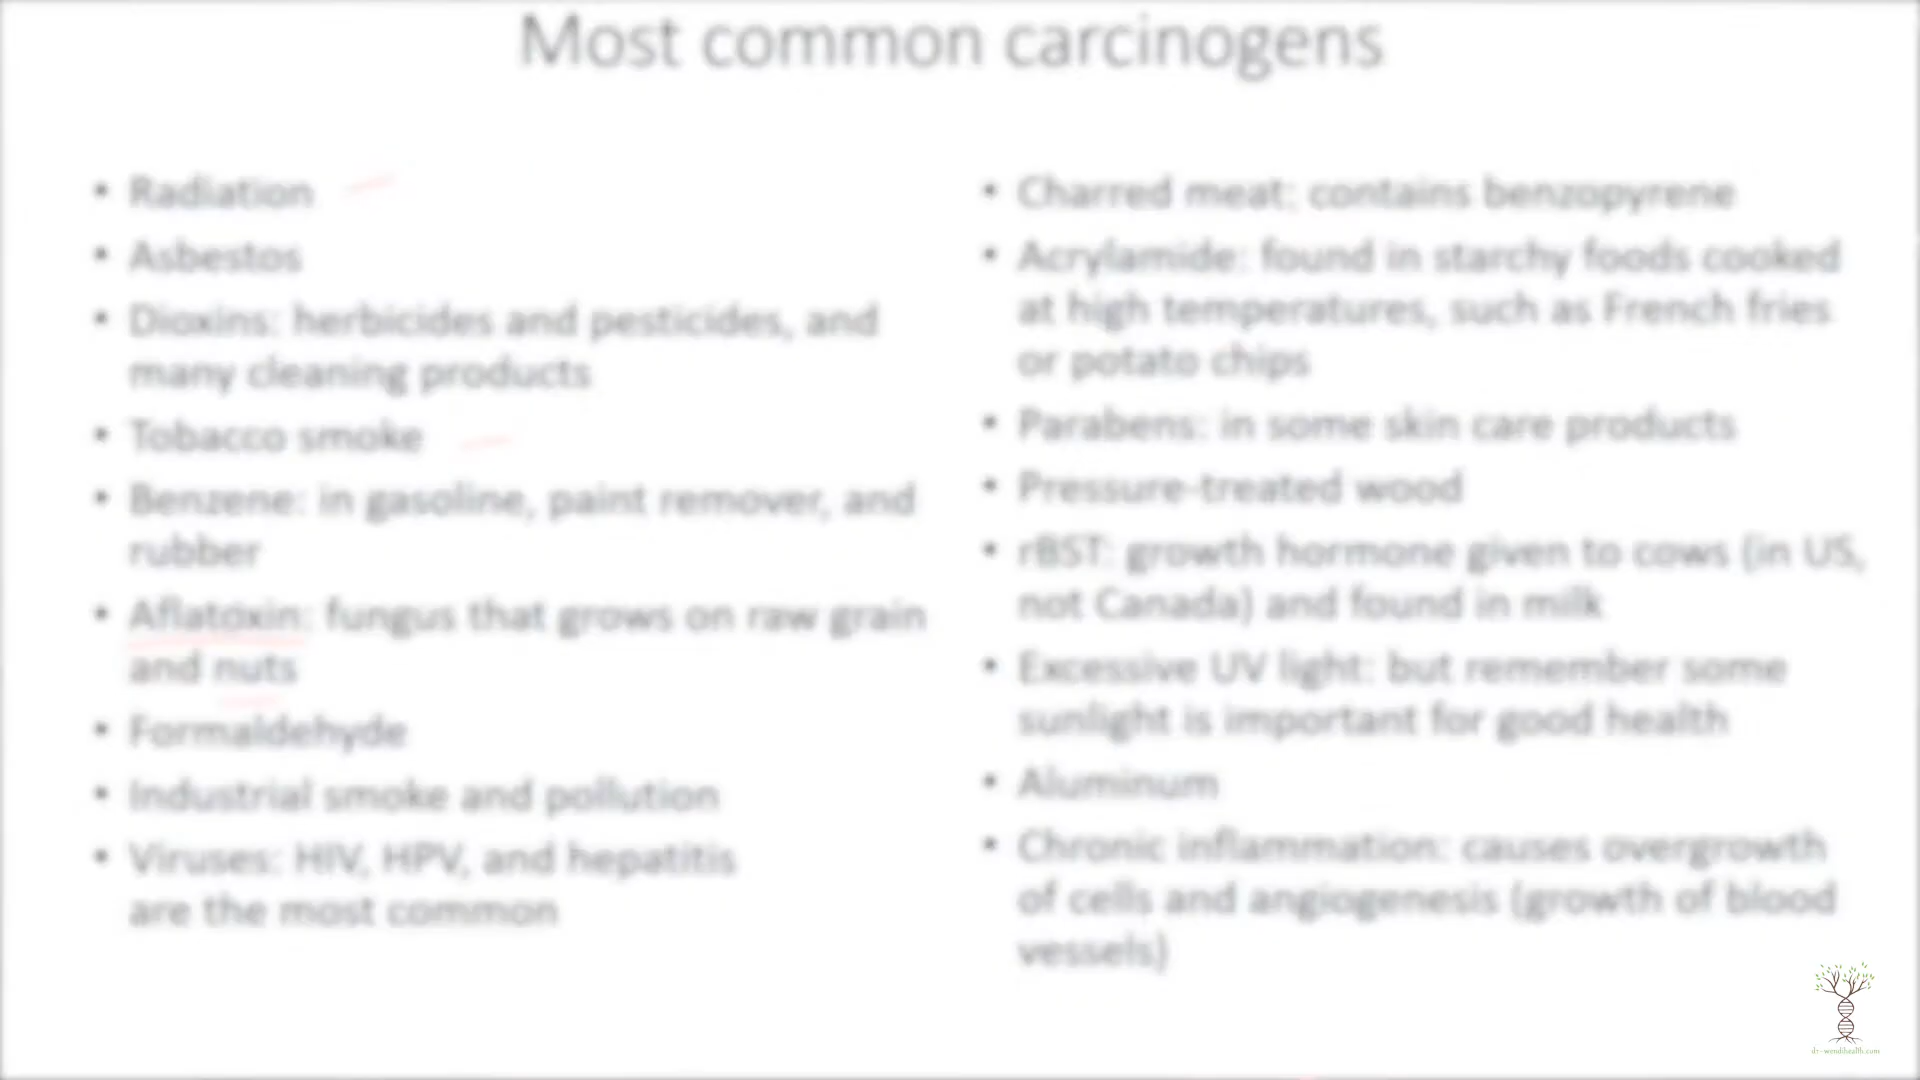 Most common carcinogens
• Radiation
• Asbestos
• Dioxins: herbicides and pesticides, and
many cleaning products
• Tobacco smoke
• Benzene: in gasoline, paint remover, and
rubber
• Aflatoxin: fungus that grows on raw grain
and nuts
• Formaldehyde
• Industrial smoke and pollution
• Viruses: HIV, HPV, and hepatitis
are the most common
• Charred meat: contains benzopyrene
• Acrylamide: found in starchy foods cooked
at high temperatures, such as French fries
or potato chips
• Parabens: in some skin care products
• Pressure-treated wood
• rBST: growth hormone given to cows (in US,
not Canada) and found in milk
• Excessive UV light: but remember some
sunlight is important for good health
• Aluminum
• Chronic inflammation: causes overgrowth
of cells and angiogenesis (growth of blood
vessels)
dr-wendihealth.com